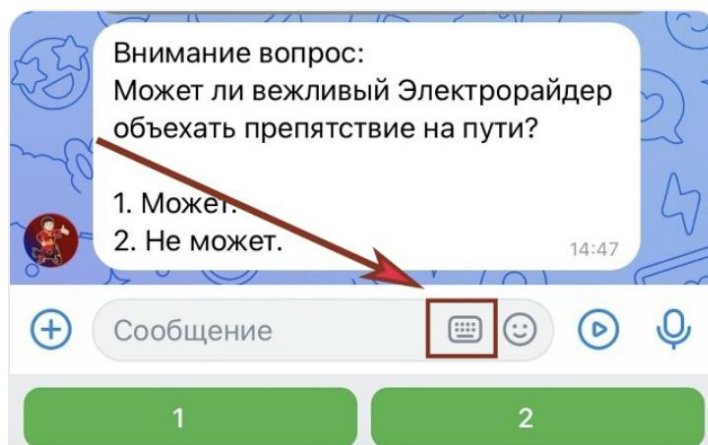 Внимание вопрос:
Может ли вежливый Электрорайдер
объехать препятствие на пути?
1. Может.
2. Не может.
14:47
Сообщение
1
2